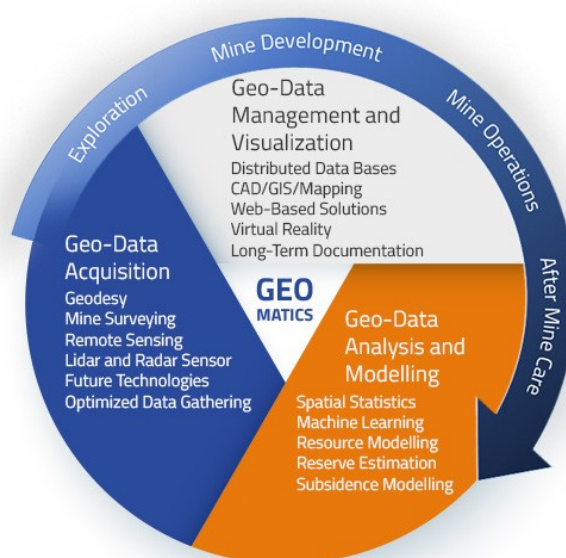 Exploration
Mine Development
Mine Operations
After Mine Care
Geo-Data
Management and
Visualization
Distributed Data Bases
CAD/GIS/Mapping
Web-Based Solutions
Virtual Reality
Long-Term Documentation
Geo-Data
Acquisition
Geodesy
Mine Surveying
Remote Sensing
Lidar and Radar Sensor
Future Technologies
Optimized Data Gathering
GEO
MATICS
Geo-Data
Analysis and
Modelling
Spatial Statistics
Machine Learning
Resource Modelling
Reserve Estimation
Subsidence Modelling